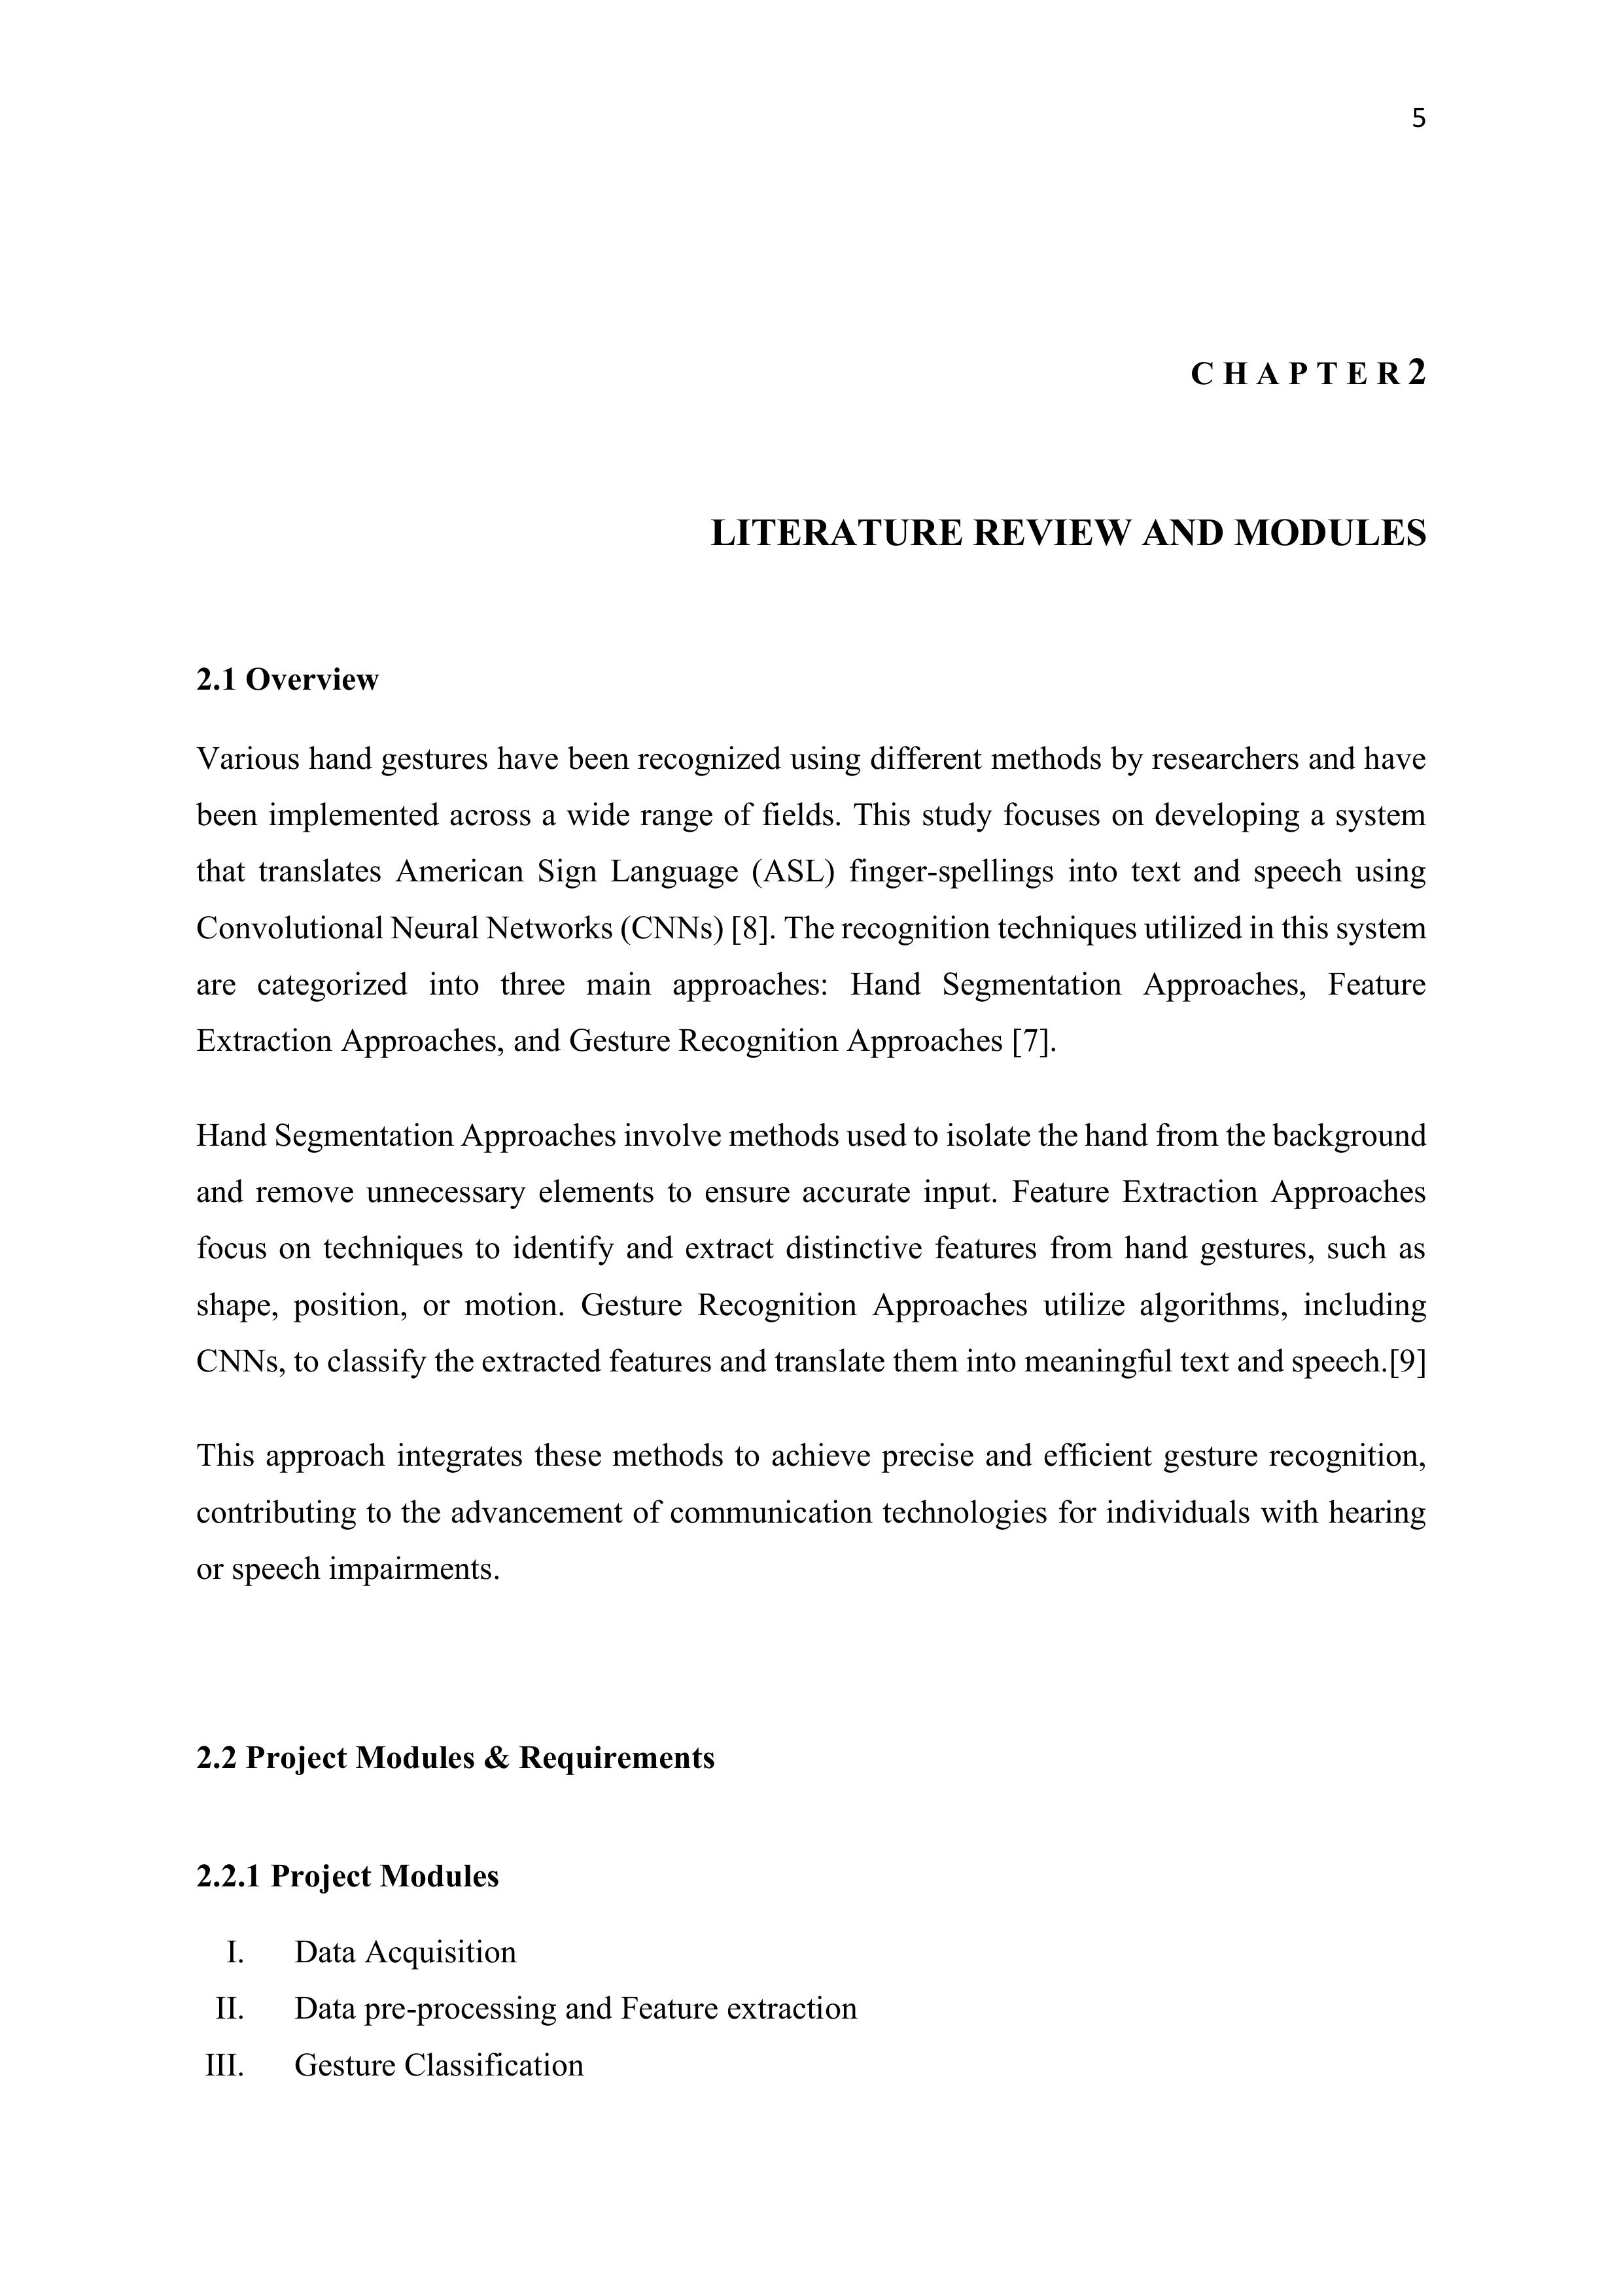 5
C H A P T E R 2
LITERATURE REVIEW AND MODULES
2.1 Overview
Various hand gestures have been recognized using different methods by researchers and have
been implemented across a wide range of fields. This study focuses on developing a system
that translates American Sign Language (ASL) finger-spellings into text and speech using
Convolutional Neural Networks (CNNs) [8]. The recognition techniques utilized in this system
are categorized into three main approaches: Hand Segmentation Approaches, Feature
Extraction Approaches, and Gesture Recognition Approaches [7].
Hand Segmentation Approaches involve methods used to isolate the hand from the background
and remove unnecessary elements to ensure accurate input. Feature Extraction Approaches
focus on techniques to identify and extract distinctive features from hand gestures, such as
shape, position, or motion. Gesture Recognition Approaches utilize algorithms, including
CNNs, to classify the extracted features and translate them into meaningful text and speech.[9]
This approach integrates these methods to achieve precise and efficient gesture recognition,
contributing to the advancement of communication technologies for individuals with hearing
or speech impairments.
2.2 Project Modules & Requirements
2.2.1 Project Modules
I. Data Acquisition
II. Data pre-processing and Feature extraction
III. Gesture Classification